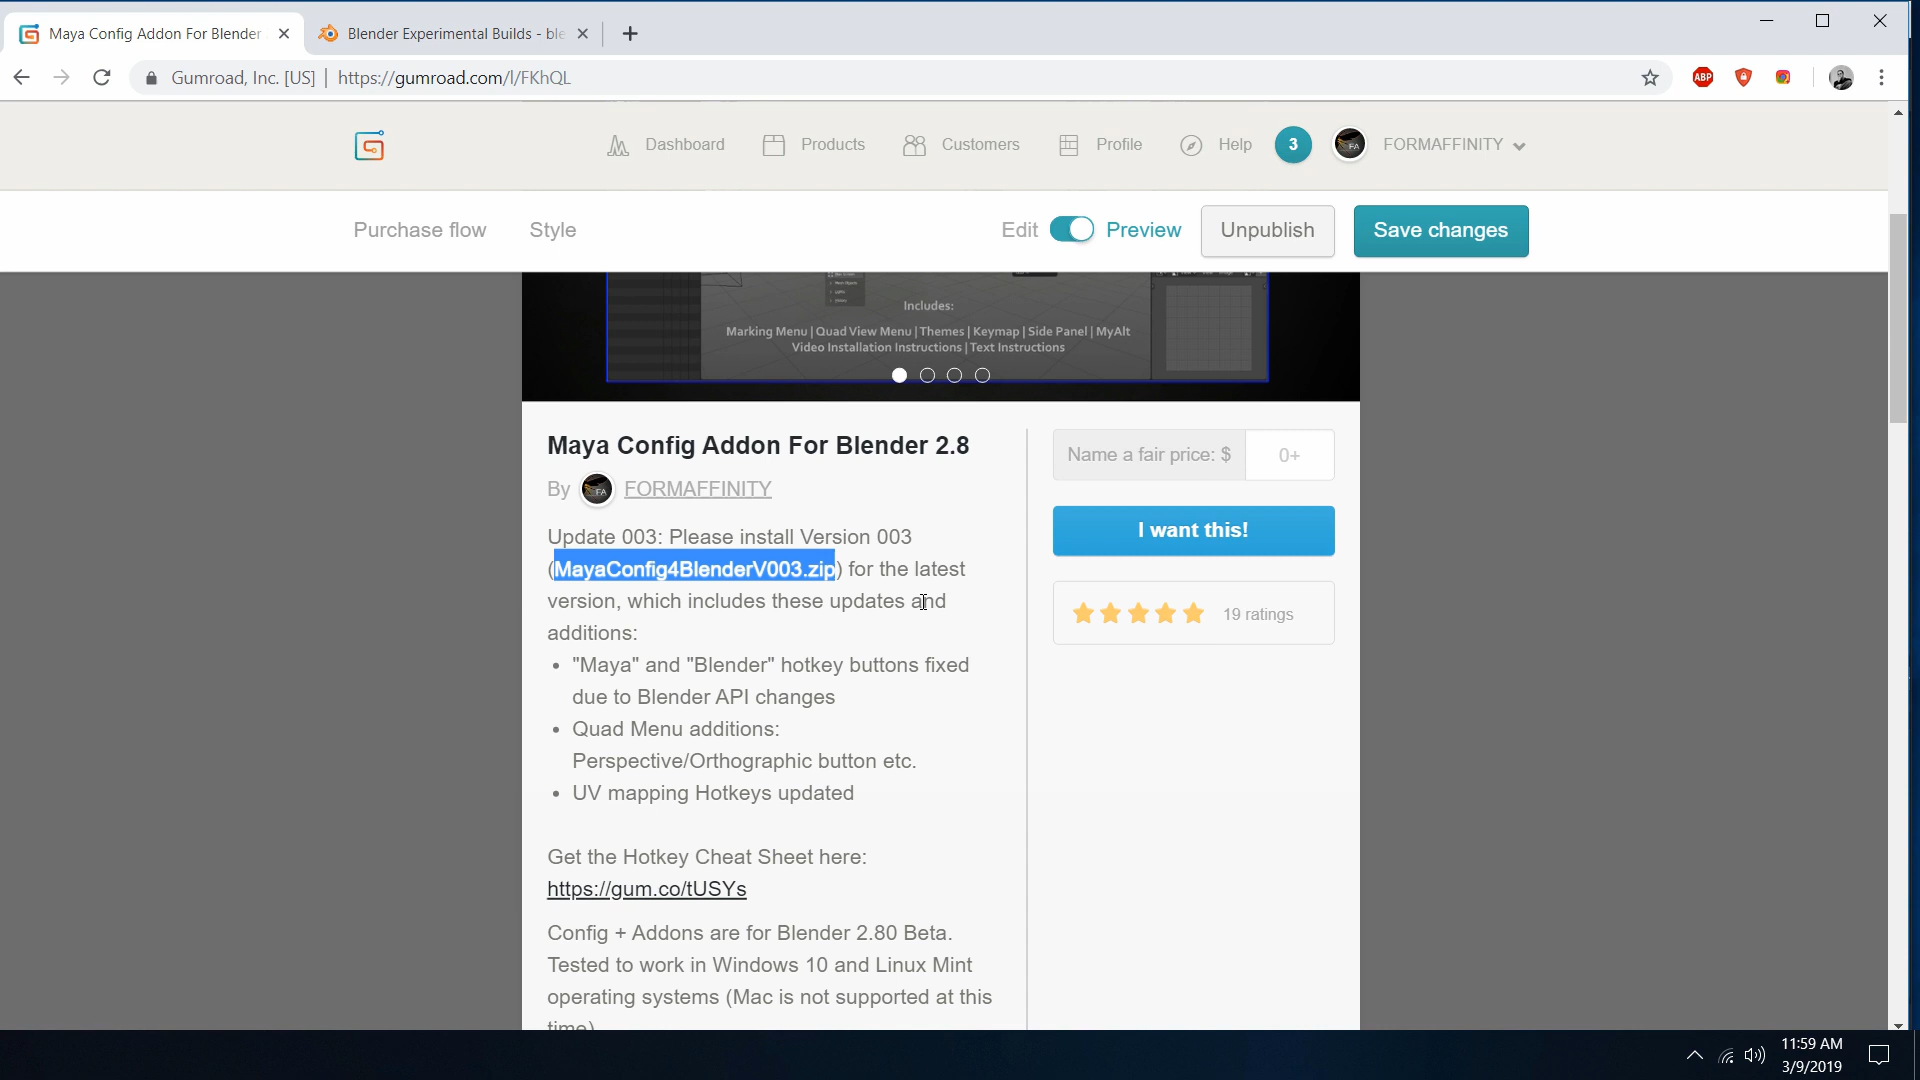 Maya Config Addon For Blender
Blender Experimental Builds - ble
Gumroad, Inc. [US] | https://gumroad.com/l/FKhQL
ABP
Dashboard
Products
Customers
Profile
Help
3
FORMAFFINITY
Purchase flow
Style
Edit
Preview
Unpublish
Save changes
Includes:
Marking Menu | Quad View Menu | Themes | Keymap | Side Panel | MyAlt
Video Installation Instructions | Text Instructions
Maya Config Addon For Blender 2.8
By FA FORMAFFINITY
Update 003: Please install Version 003
(MayaConfig4BlenderV003.zip) for the latest
version, which includes these updates and
additions:
• "Maya" and "Blender" hotkey buttons fixed
due to Blender API changes
• Quad Menu additions:
Perspective/Orthographic button etc.
• UV mapping Hotkeys updated
Get the Hotkey Cheat Sheet here:
https://gum.co/tUSYs
Config + Addons are for Blender 2.80 Beta.
Tested to work in Windows 10 and Linux Mint
operating systems (Mac is not supported at this
time)
Name a fair price: $ 0+
I want this!
19 ratings
11:59 AM
3/9/2019